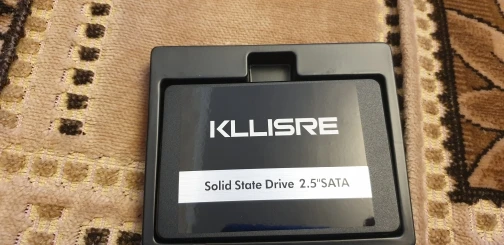 KLLISRE
Solid State Drive 2.5"SATA